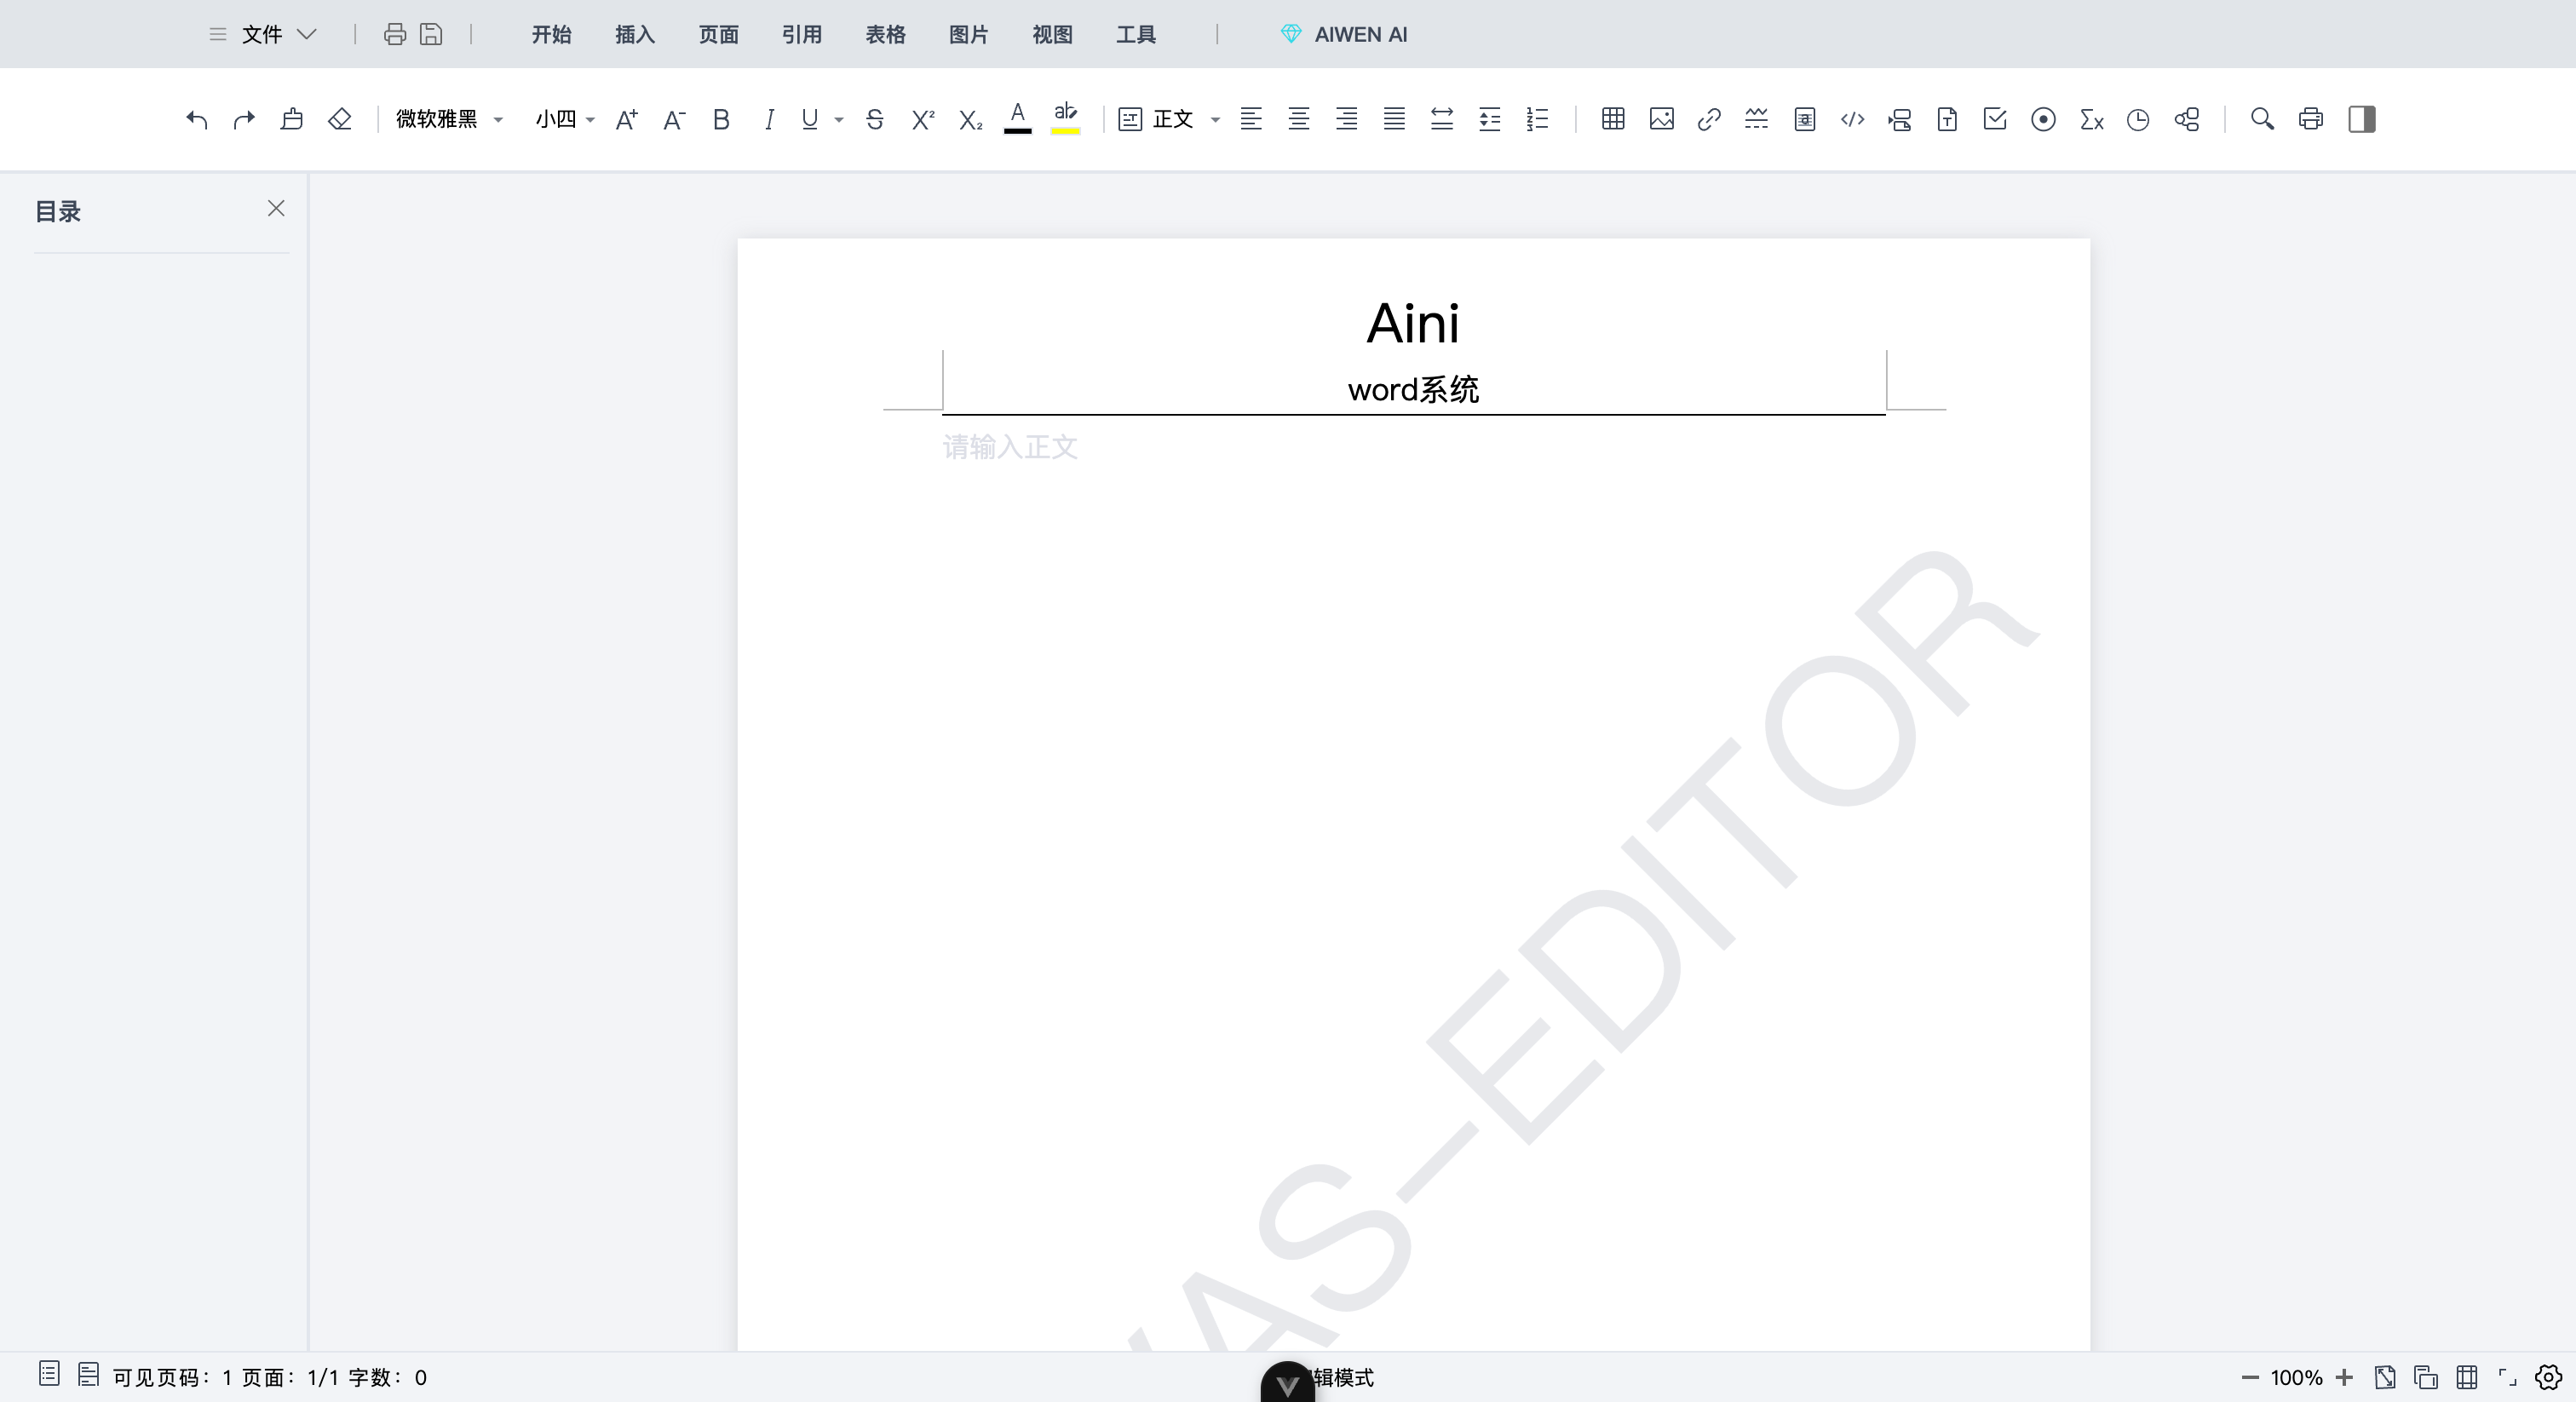 文件 开始 插入 页面 引用 表格 图片 视图 工具 AIWEN AI
微软雅黑 小四 A+ A- B I U S X² X₂ A ab 正文
目录
Aini
word系统
请输入正文
AS-EDITOR
可见页码：1 页面：1/1 字数：0 辑模式 100%